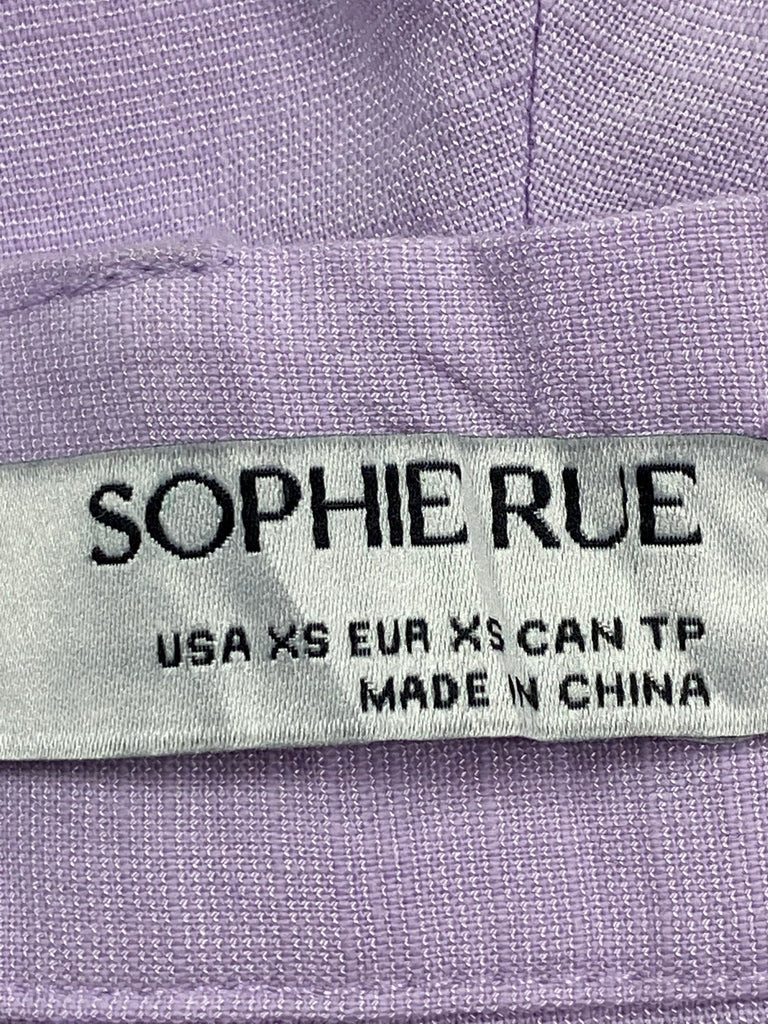 SOPHIE RUE
USA XS EUR XS CAN TP
MADE IN CHINA